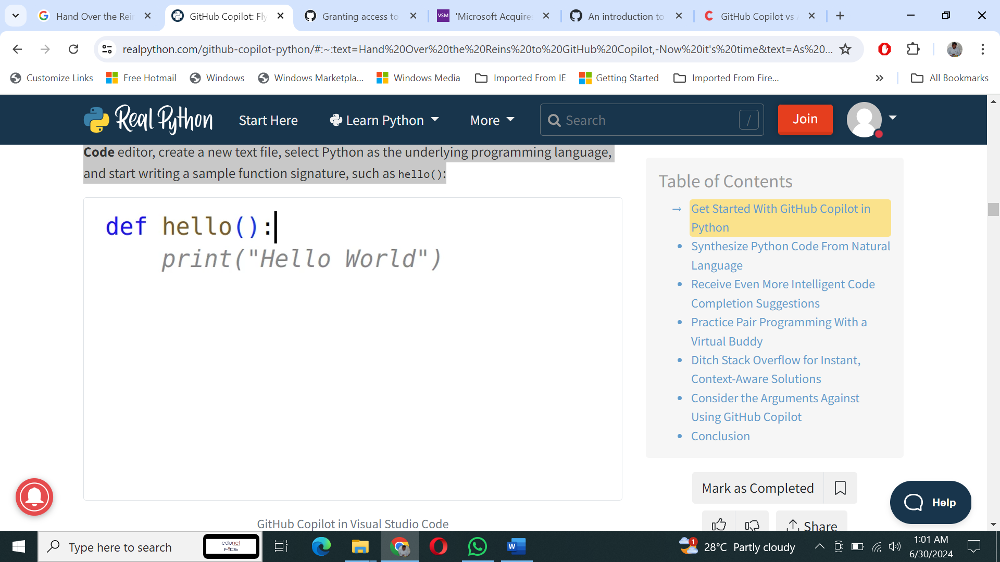 Hand Over the Rei
GitHub Copilot: Fly
Granting access to
VSM
'Microsoft Acquire
An introduction to
GitHub Copilot vs
realpython.com/github-copilot-python/#:~:text=Hand%20Over%20the%20Reins%20to%20GitHub%20Copilot,-Now%20it's%20time&text=As%20...
Customize Links
Free Hotmail
Windows
Windows Marketpla...
Windows Media
Imported From IE
Getting Started
Imported From Fire...
All Bookmarks
Real Python
Start Here
Learn Python
More
Search
/
Join
Code editor, create a new text file, select Python as the underlying programming language,
and start writing a sample function signature, such as hello():
def hello():
print("Hello World")
GitHub Copilot in Visual Studio Code
Table of Contents
→ Get Started With GitHub Copilot in
Python
• Synthesize Python Code From Natural
Language
• Receive Even More Intelligent Code
Completion Suggestions
• Practice Pair Programming With a
Virtual Buddy
• Ditch Stack Overflow for Instant,
Context-Aware Solutions
• Consider the Arguments Against
Using GitHub Copilot
• Conclusion
Mark as Completed
Share
Help
Type here to search
edunet
FICE
W
1
28°C Partly cloudy
1:01 AM
6/30/2024